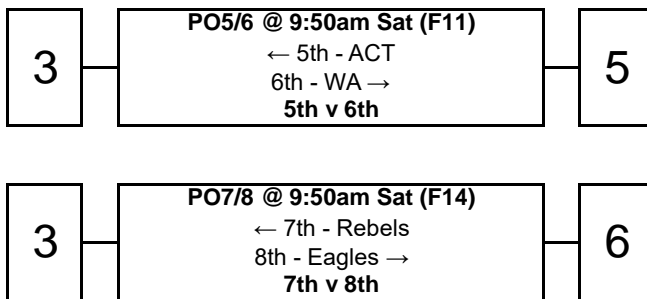 PO5/6 @ 9:50am Sat (F11)
3
← 5th - ACT
6th - WA →
5th v 6th
5
PO7/8 @ 9:50am Sat (F14)
3
← 7th - Rebels
8th - Eagles →
7th v 8th
6